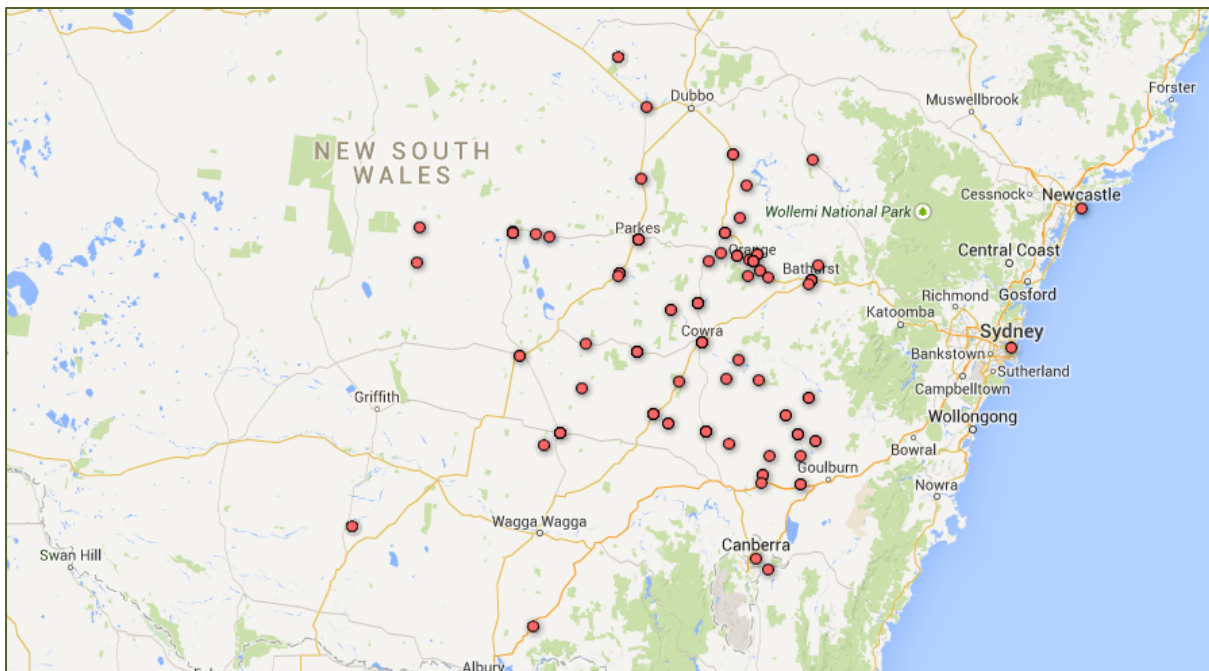 Forster
Dubbo
Muswellbrook
NEW SOUTH
WALES
Cessnock
Newcastle
Wollemi National Park
Parkes
Orange
Central Coast
Bathurst
Gosford
Richmond
Katoomba
Cowra
Sydney
Bankstown
Sutherland
Campbelltown
Griffith
Wollongong
Bowral
Goulburn
Nowra
Wagga Wagga
Canberra
Swan Hill
Albury